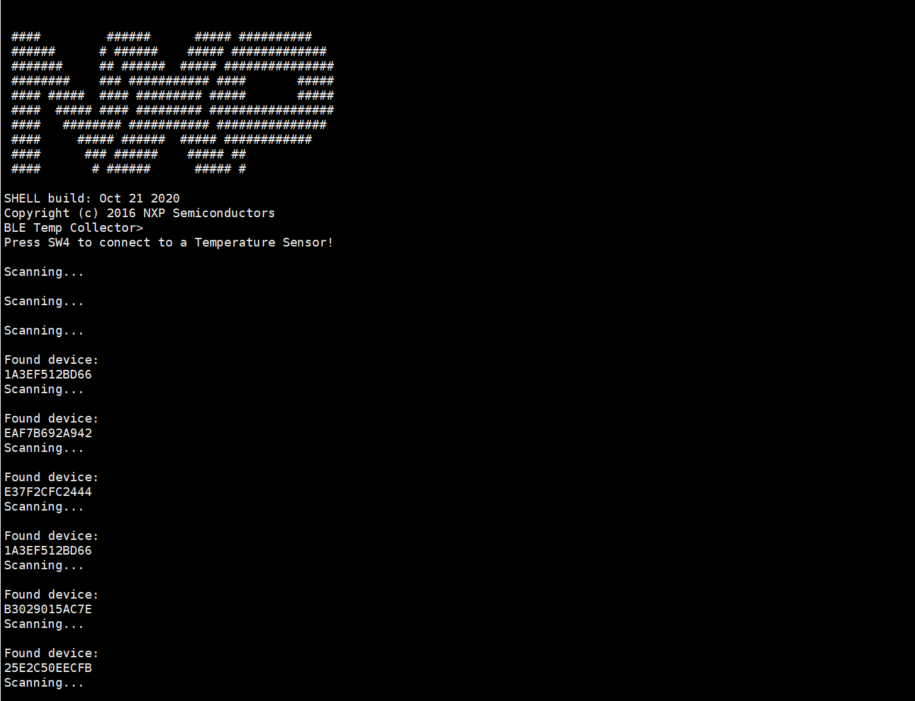 NXP
SHELL build: Oct 21 2020
Copyright (c) 2016 NXP Semiconductors
BLE Temp Collector>
Press SW4 to connect to a Temperature Sensor!
Scanning...
Scanning...
Scanning...
Found device:
1A3EF512BD66
Scanning...
Found device:
EAF7B692A942
Scanning...
Found device:
E37F2CFC2444
Scanning...
Found device:
1A3EF512BD66
Scanning...
Found device:
B3029015AC7E
Scanning...
Found device:
25E2C50EECFB
Scanning...